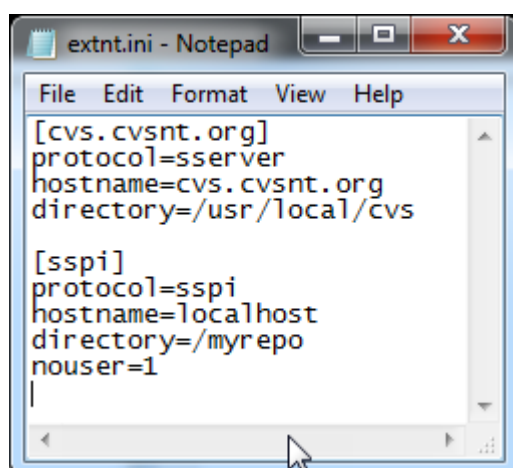 extnt.ini - Notepad
File Edit Format View Help
[cvs.cvsnt.org]
protocol=sserver
hostname=cvs.cvsnt.org
directory=/usr/local/cvs

[sspi]
protocol=sspi
hostname=localhost
directory=/myrepo
nouser=1